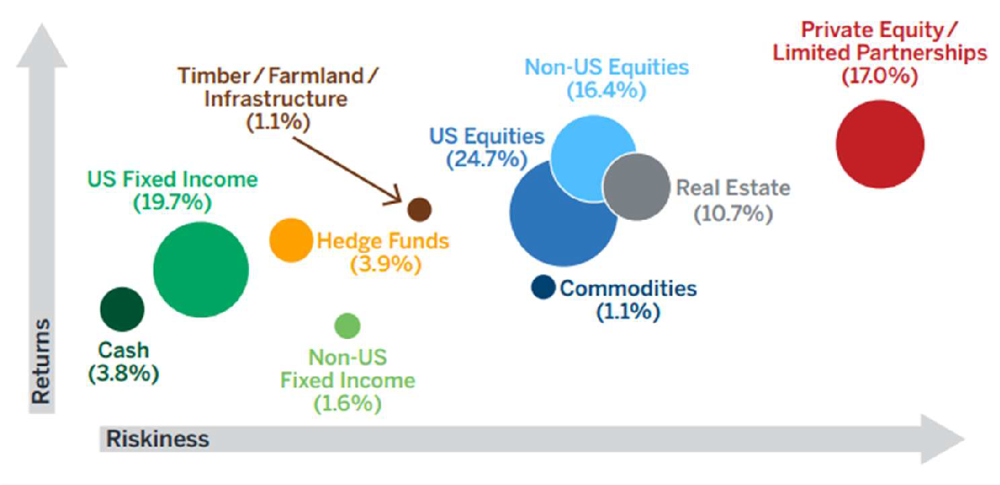 Private Equity/
Limited Partnerships
(17.0%)
Non-US Equities
(16.4%)
Timber/Farmland/
Infrastructure
(1.1%)
US Equities
(24.7%)
US Fixed Income
(19.7%)
Real Estate
(10.7%)
Hedge Funds
(3.9%)
Commodities
(1.1%)
Cash
(3.8%)
Non-US
Fixed Income
(1.6%)
Returns
Riskiness